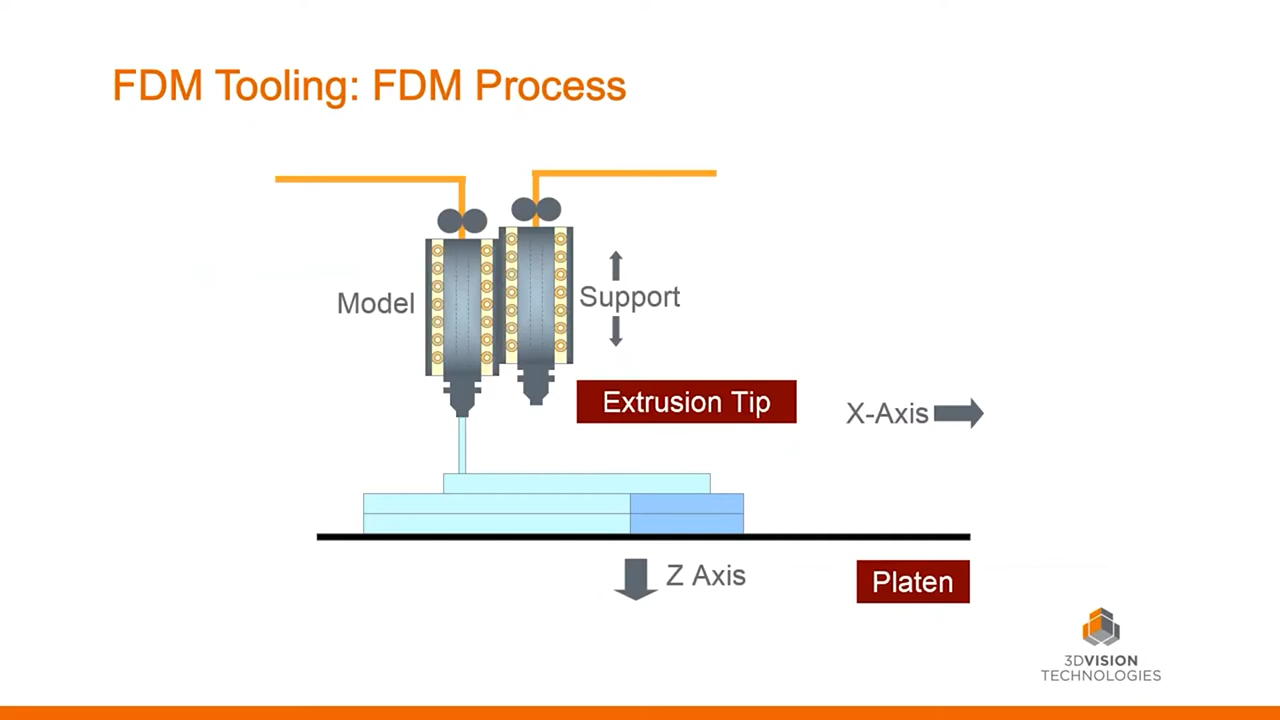 FDM Tooling: FDM Process
Model
Support
Extrusion Tip
X-Axis
Z Axis
Platen
3DVISION
TECHNOLOGIES